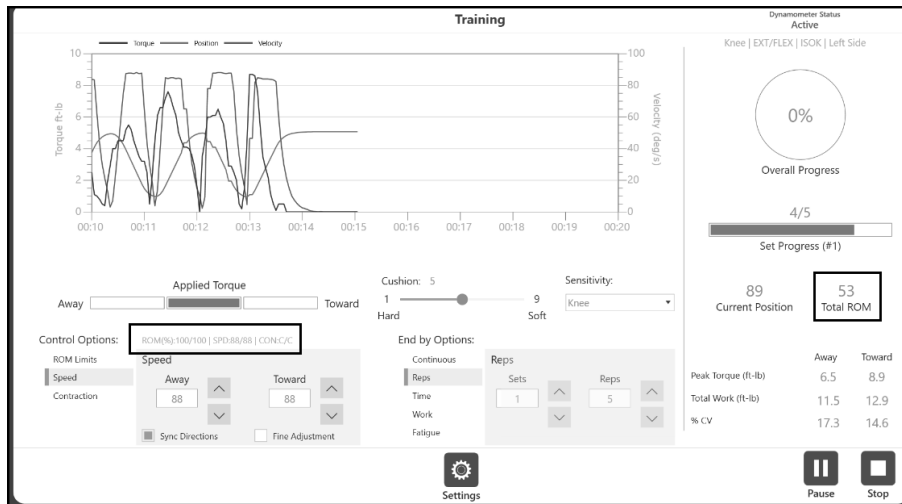 Training
Dynamometer Status
Active
Knee | EXT/FLEX | ISOK | Left Side
Torque Position Velocity
10
8
6
4
2
0
Torque ft-lb
100
80
60
40
20
0
Velocity (deg/s)
00:10 00:11 00:12 00:13 00:14 00:15 00:16 00:17 00:18 00:19 00:20
0%
Overall Progress
4/5
Set Progress (#1)
89
Current Position
53
Total ROM
Applied Torque
Away Toward
Cushion: 5
1 9
Hard Soft
Sensitivity:
Knee
Control Options: ROM(%):100/100 | SPD:88/88 | CON:C/C
ROM Limits
Speed
Contraction
Speed
Away Toward
88 88
Sync Directions Fine Adjustment
End by Options:
Continuous
Reps
Time
Work
Fatigue
Reps
Sets Reps
1 5
Away Toward
Peak Torque (ft-lb) 6.5 8.9
Total Work (ft-lb) 11.5 12.9
% CV 17.3 14.6
Settings
Pause Stop